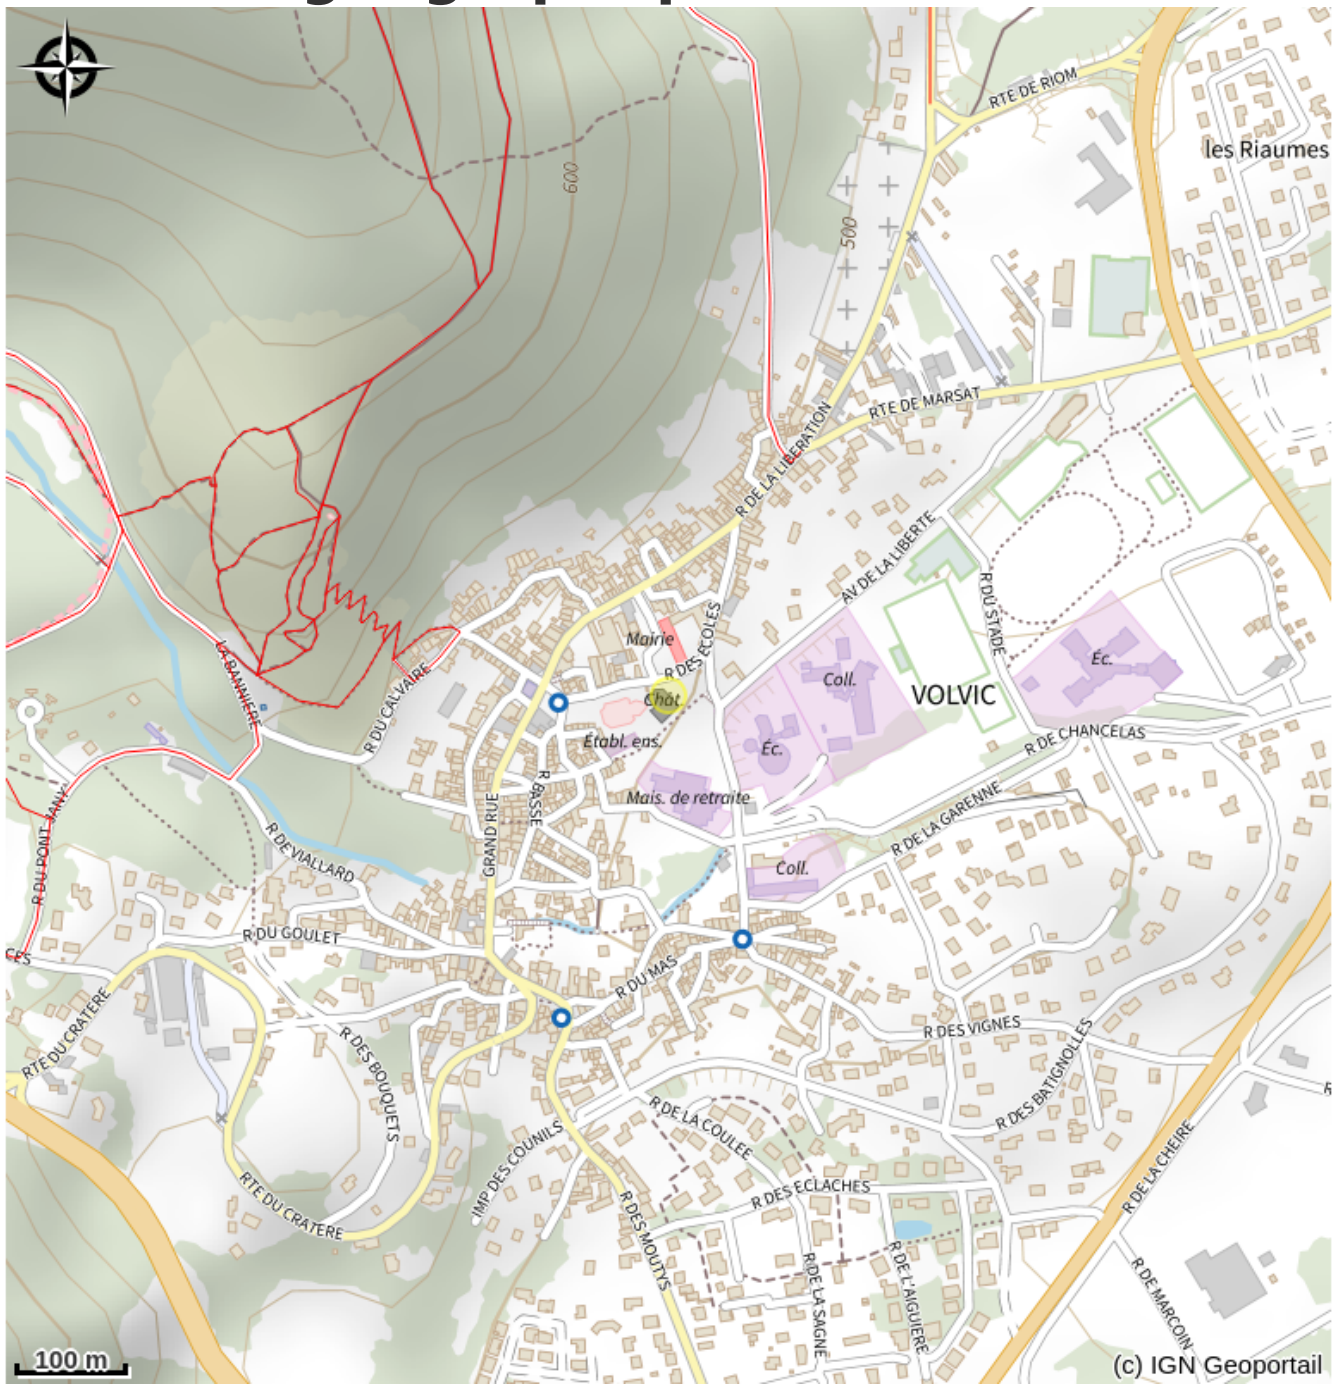 RTE DE RIOM
les Riaumes
600
500
RTE DE MARSAT
R DE LA LIBERATION
AV DE LA LIBERTE
R DU STADE
Mairie
R DES ECOLES
Éc.
Coll.
VOLVIC
LA BANNIERE
R DU CALVAIRE
Chât.
Établ. ens.
Éc.
R DE CHANCELAS
R DU PONT JANY
R BASSE
Mais. de retraite
GRAND RUE
R DEVIALLARD
R DE LA GARENNE
Coll.
R DU GOULET
CES
R DU MAS
RTE DU CRATERE
R DES BOUQUETS
R DES VIGNES
R DES BATIGNOLLES
R
IMP DES COUNILS
R DE LA COULEE
R DE LA CHEIRE
RTE DU CRATERE
R DES ECLACHES
R DES MOUTYS
R DE LA SAGNE
R DE L'AIGUIERE
R DE MARCOIN
100 m
(c) IGN Geoportail